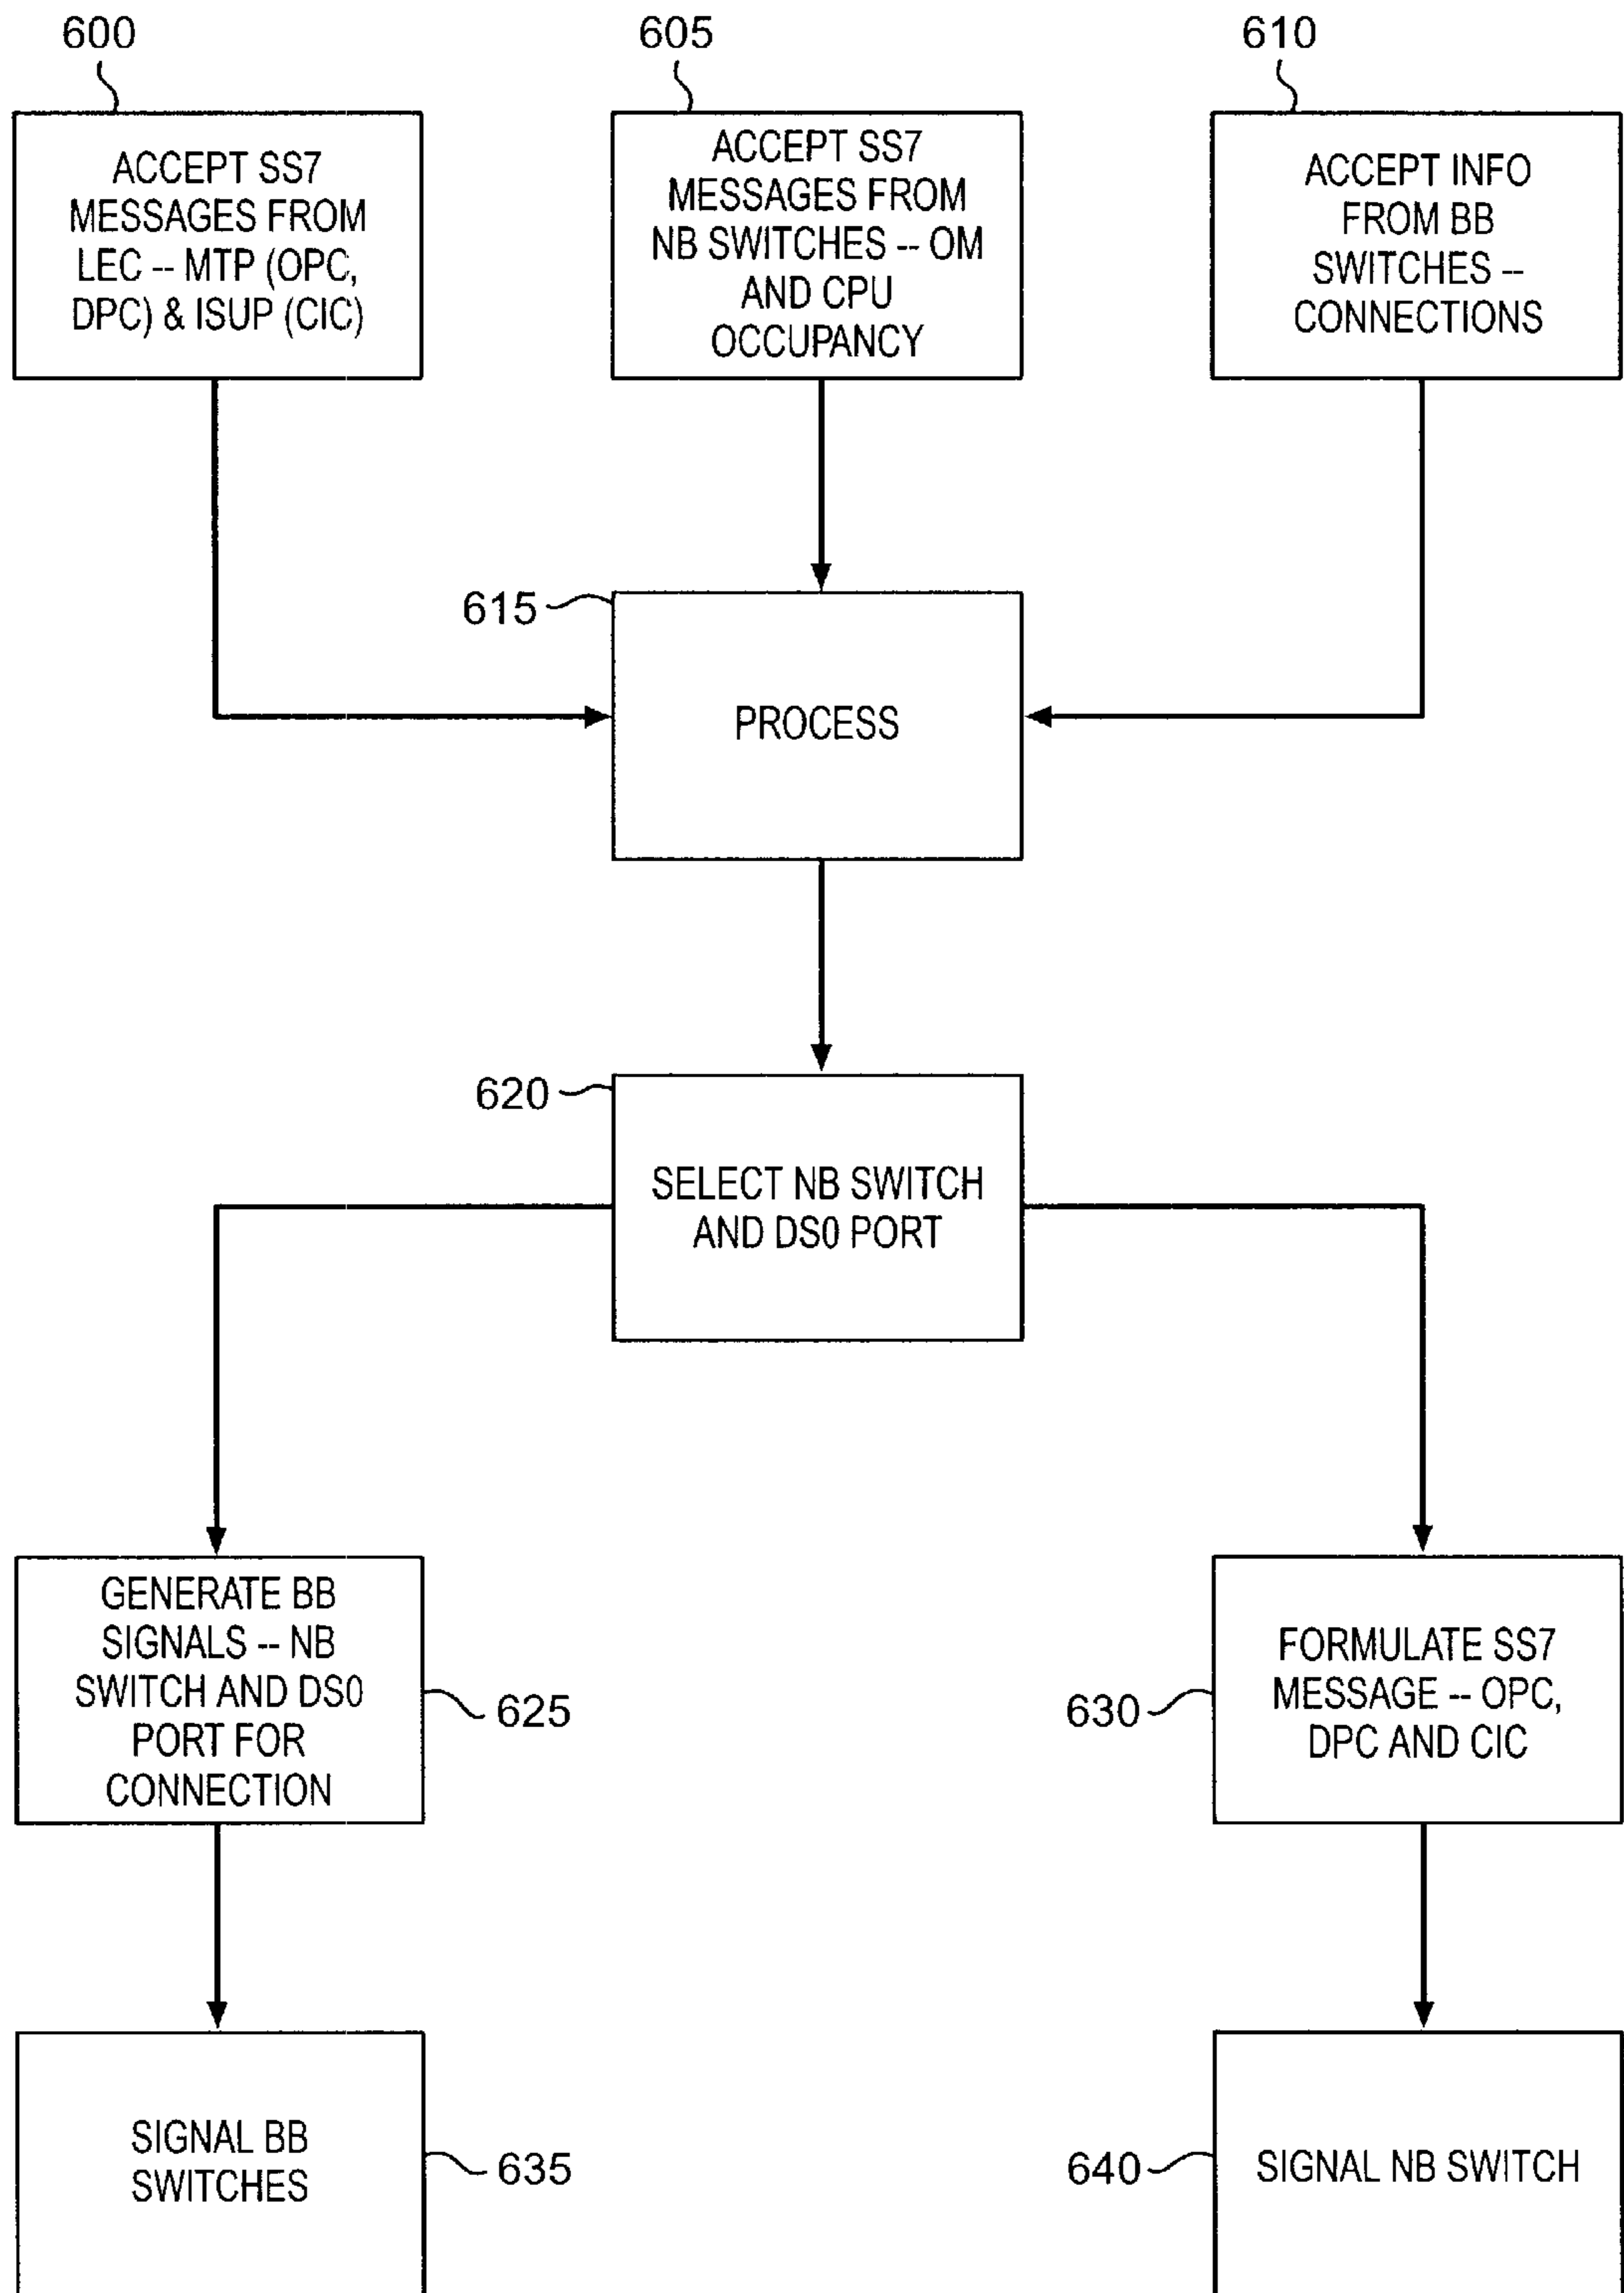 600
ACCEPT SS7
MESSAGES FROM
LEC -- MTP (OPC,
DPC) & ISUP (CIC)
605
ACCEPT SS7
MESSAGES FROM
NB SWITCHES -- OM
AND CPU
OCCUPANCY
610
ACCEPT INFO
FROM BB
SWITCHES --
CONNECTIONS
615
PROCESS
620
SELECT NB SWITCH
AND DS0 PORT
GENERATE BB
SIGNALS -- NB
SWITCH AND DS0
PORT FOR
CONNECTION
625
630
FORMULATE SS7
MESSAGE -- OPC,
DPC AND CIC
SIGNAL BB
SWITCHES
635
640
SIGNAL NB SWITCH